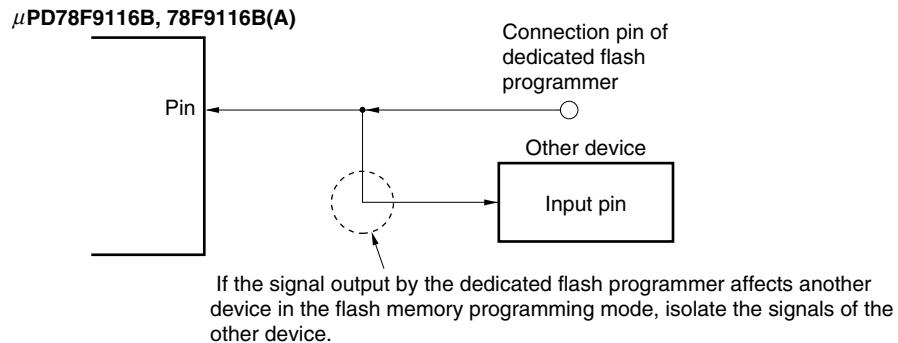 μPD78F9116B, 78F9116B(A)
Connection pin of
dedicated flash
programmer
Pin
Other device
Input pin
If the signal output by the dedicated flash programmer affects another
device in the flash memory programming mode, isolate the signals of the
other device.